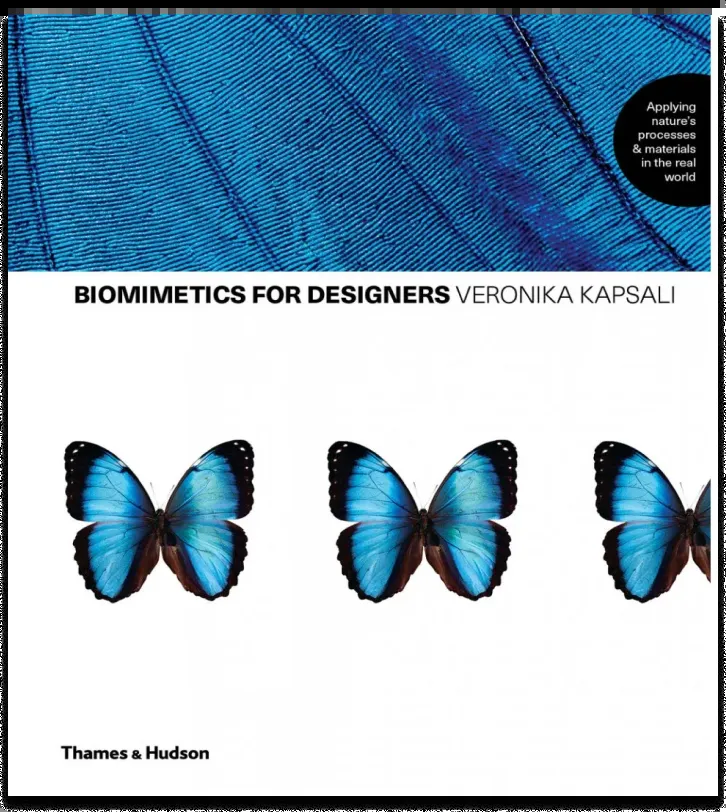 Applying
nature's
processes
& materials
in the real
world
BIOMIMETICS FOR DESIGNERS VERONIKA KAPSALI
Thames & Hudson